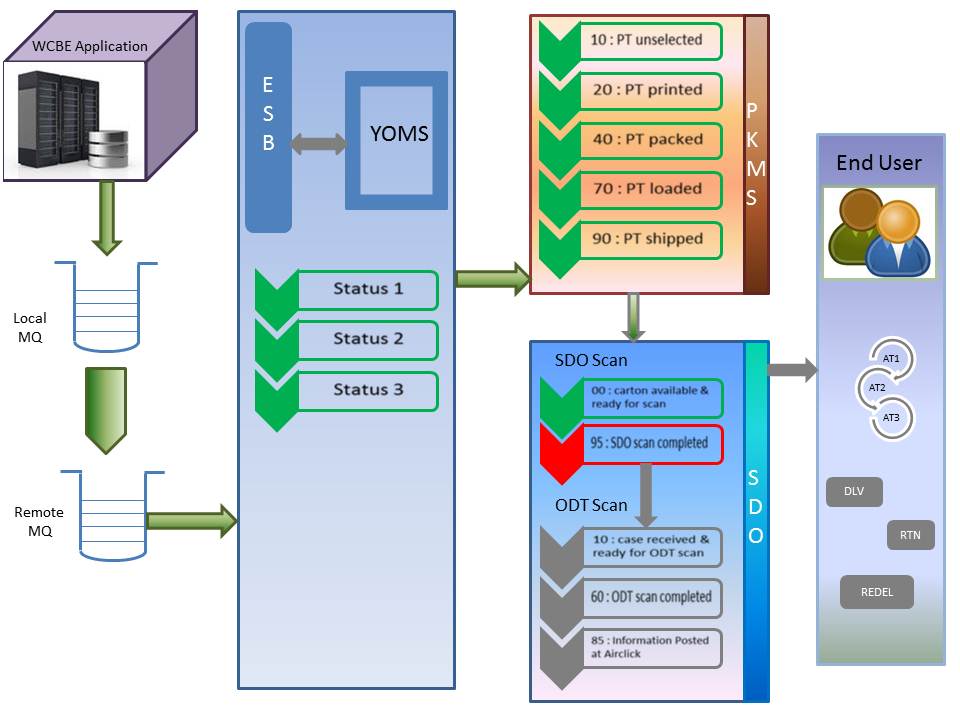 WCBE Application
Local
MQ
Remote
MQ
E
S
B
YOMS
Status 1
Status 2
Status 3
10 : PT unselected
20 : PT printed
40 : PT packed
70 : PT loaded
90 : PT shipped
P
K
M
S
SDO Scan
00 : carton available &
ready for scan
95 : SDO scan completed
ODT Scan
10 : case received &
ready for ODT scan
60 : ODT scan completed
85 : Information Posted
at Airclick
S
D
O
End User
AT1
AT2
AT3
DLV
RTN
REDEL